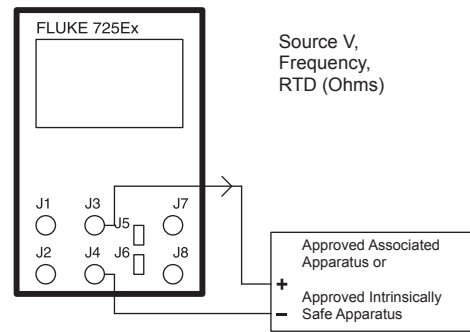 FLUKE 725Ex
Source V,
Frequency,
RTD (Ohms)
J1 J3 J5 J7
J2 J4 J6 J8
Approved Associated
Apparatus or
+
Approved Intrinsically
– Safe Apparatus